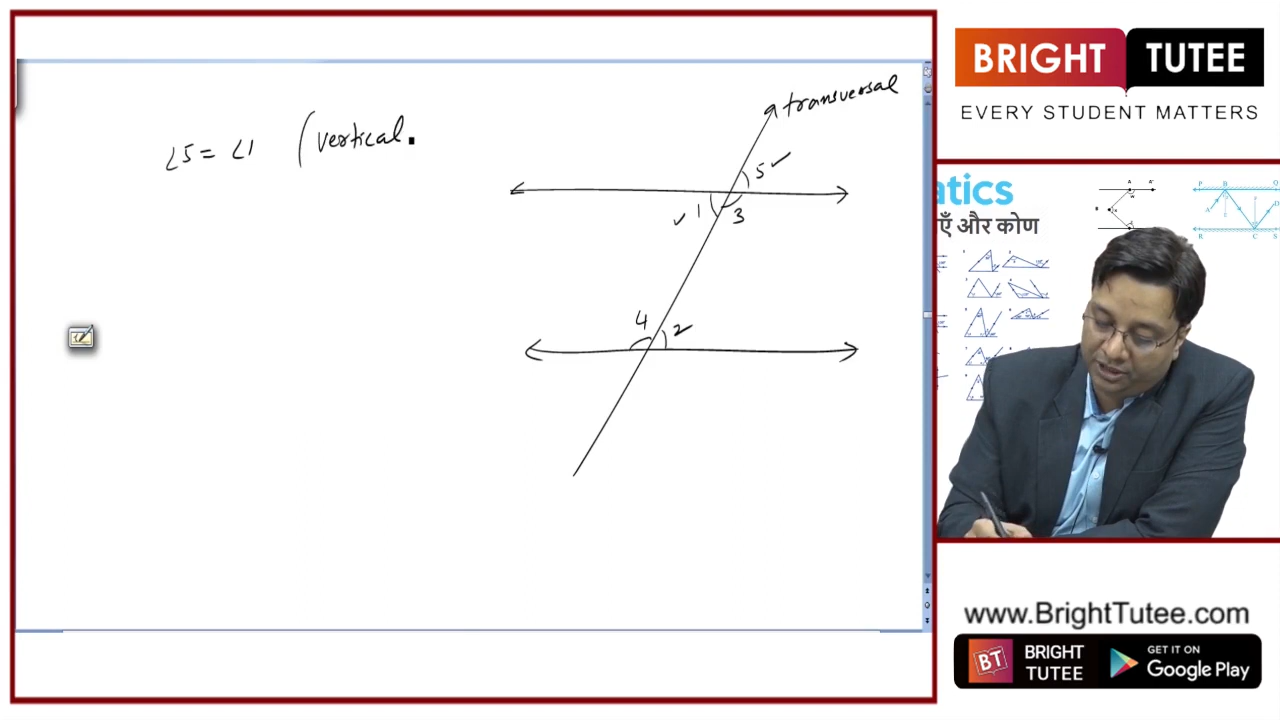 ∠5 = ∠1 (vertical
transversal
5
1
3
4
2
BRIGHT TUTEE
EVERY STUDENT MATTERS
atics
एँ और कोण
www.BrightTutee.com
BT BRIGHT TUTEE
GET IT ON
Google Play